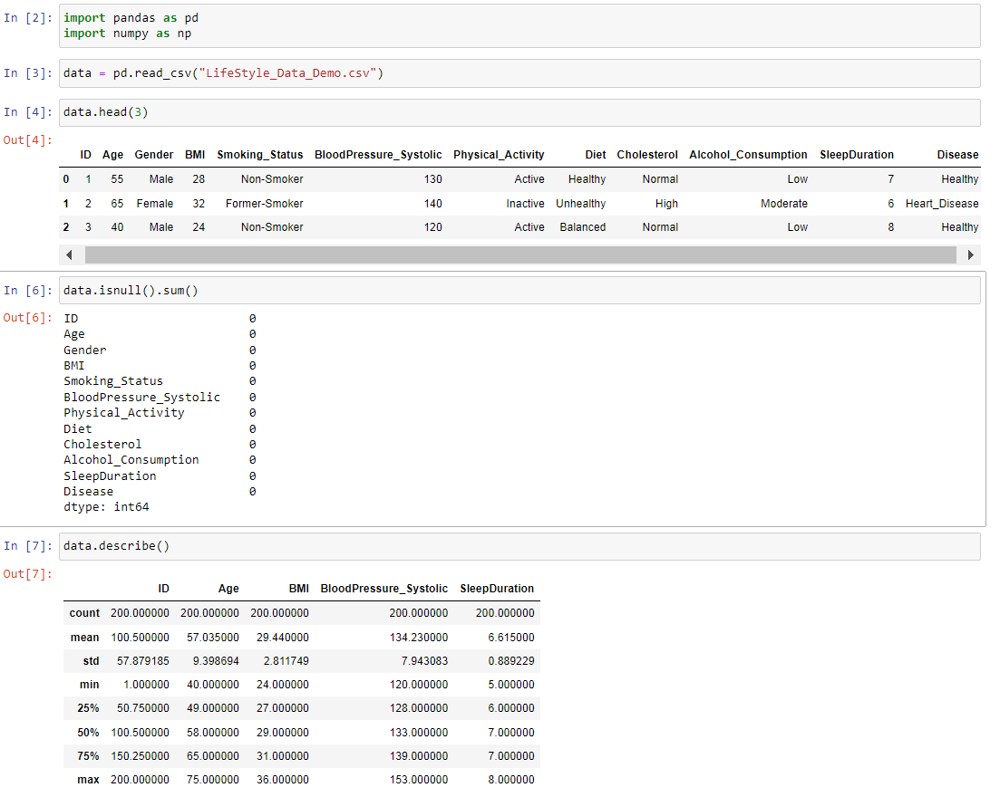 In [2]: import pandas as pd
import numpy as np
In [3]: data = pd.read_csv("LifeStyle_Data_Demo.csv")
In [4]: data.head(3)
Out[4]:
ID Age Gender BMI Smoking_Status BloodPressure_Systolic Physical_Activity Diet Cholesterol Alcohol_Consumption SleepDuration Disease
0 1 55 Male 28 Non-Smoker 130 Active Healthy Normal Low 7 Healthy
1 2 65 Female 32 Former-Smoker 140 Inactive Unhealthy High Moderate 6 Heart_Disease
2 3 40 Male 24 Non-Smoker 120 Active Balanced Normal Low 8 Healthy
In [6]: data.isnull().sum()
Out[6]: ID 0
Age 0
Gender 0
BMI 0
Smoking_Status 0
BloodPressure_Systolic 0
Physical_Activity 0
Diet 0
Cholesterol 0
Alcohol_Consumption 0
SleepDuration 0
Disease 0
dtype: int64
In [7]: data.describe()
Out[7]:
ID Age BMI BloodPressure_Systolic SleepDuration
count 200.000000 200.000000 200.000000 200.000000 200.000000
mean 100.500000 57.035000 29.440000 134.230000 6.615000
std 57.879185 9.398694 2.811749 7.943083 0.889229
min 1.000000 40.000000 24.000000 120.000000 5.000000
25% 50.750000 49.000000 27.000000 128.000000 6.000000
50% 100.500000 58.000000 29.000000 133.000000 7.000000
75% 150.250000 65.000000 31.000000 139.000000 7.000000
max 200.000000 75.000000 36.000000 153.000000 8.000000